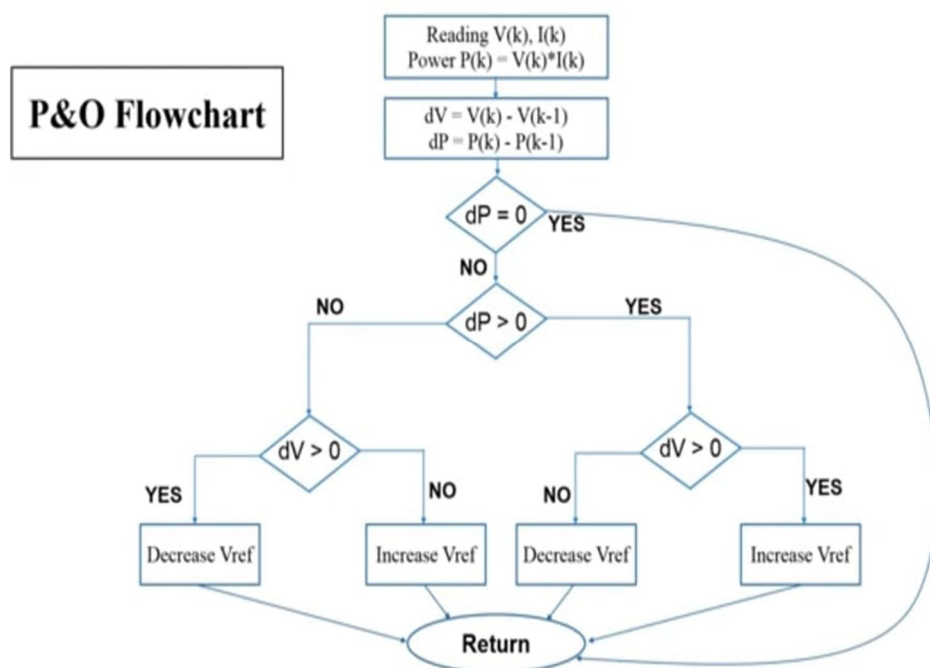 P&O Flowchart
Reading V(k), I(k)
Power P(k) = V(k)*I(k)
dV = V(k) - V(k-1)
dP = P(k) - P(k-1)
dP = 0
YES
NO
dP > 0
NO
YES
dV > 0
dV > 0
YES
NO
NO
YES
Decrease Vref
Increase Vref
Decrease Vref
Increase Vref
Return